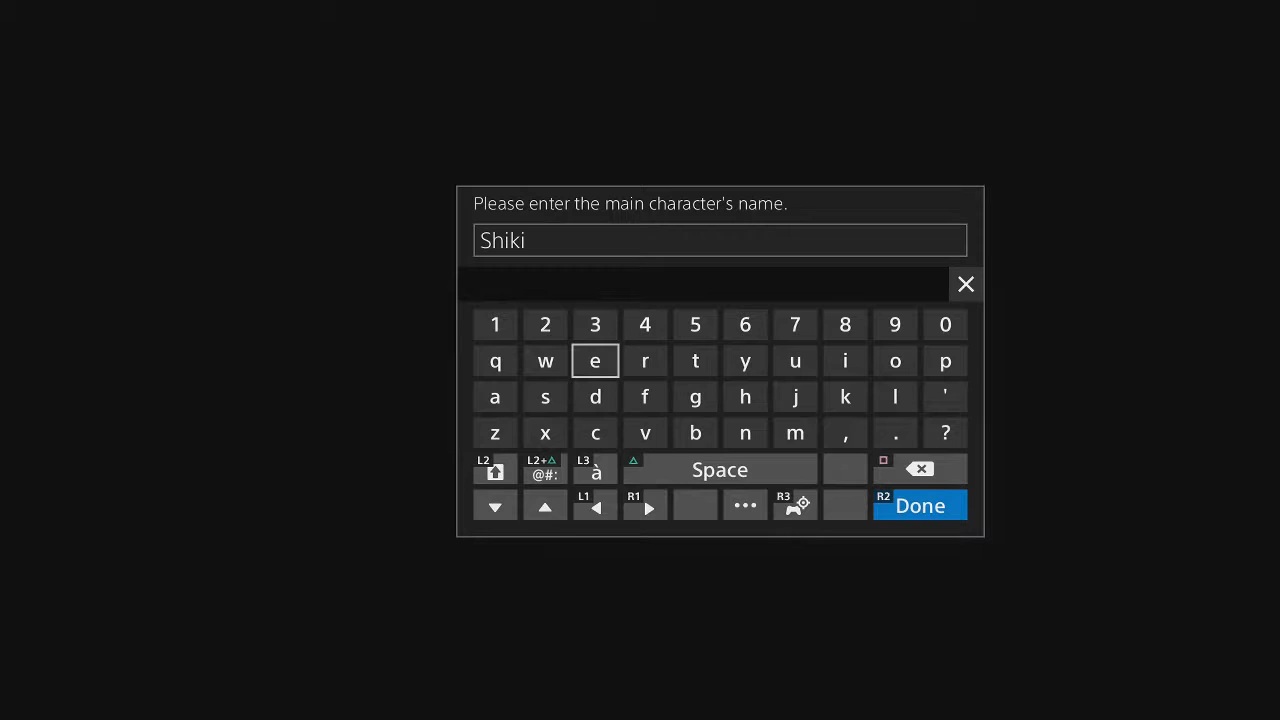 Please enter the main character's name.
Shiki
1 2 3 4 5 6 7 8 9 0
q w e r t y u i o p
a s d f g h j k l '
z x c v b n m , . ?
L2 L2+△ @#: L3 à △ Space □
L1 R1 ... R3 R2 Done